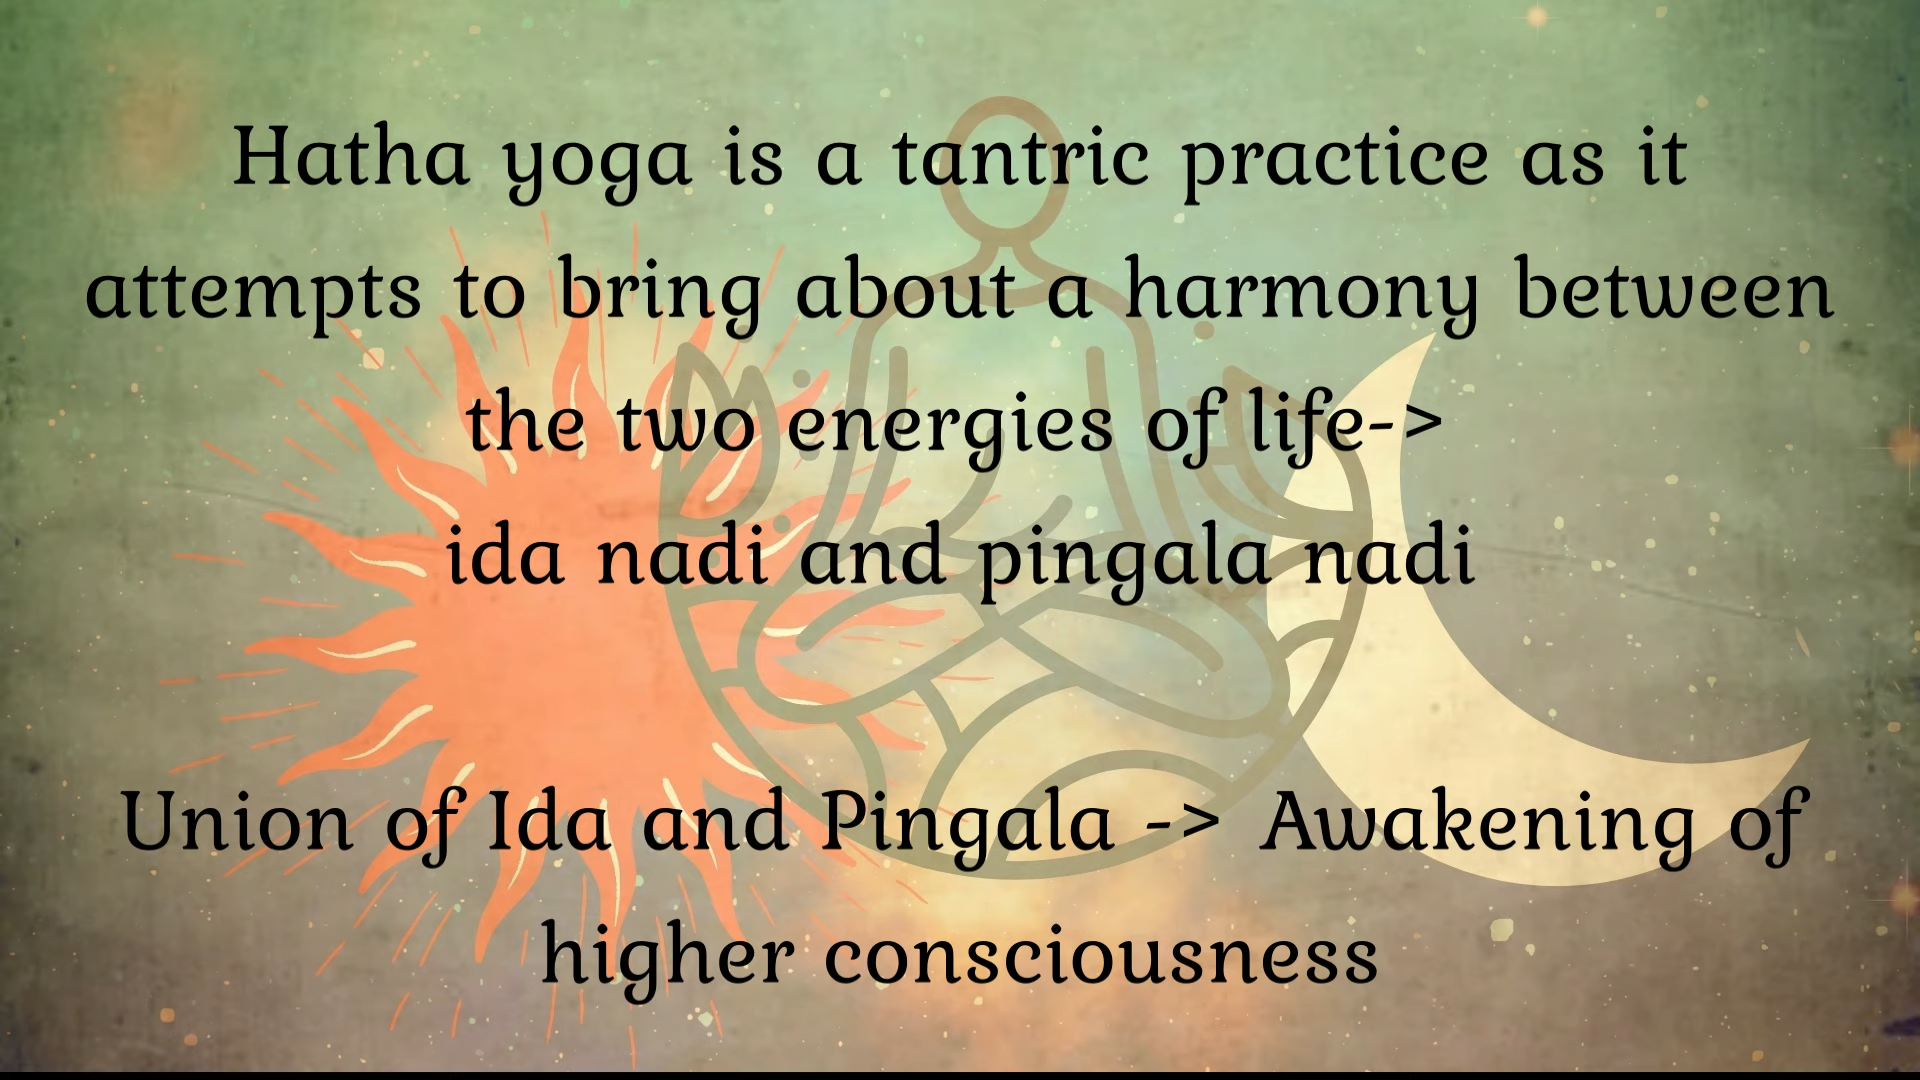 Hatha yoga is a tantric practice as it
attempts to bring about a harmony between
the two energies of life->
ida nadi and pingala nadi
Union of Ida and Pingala -> Awakening of
higher consciousness